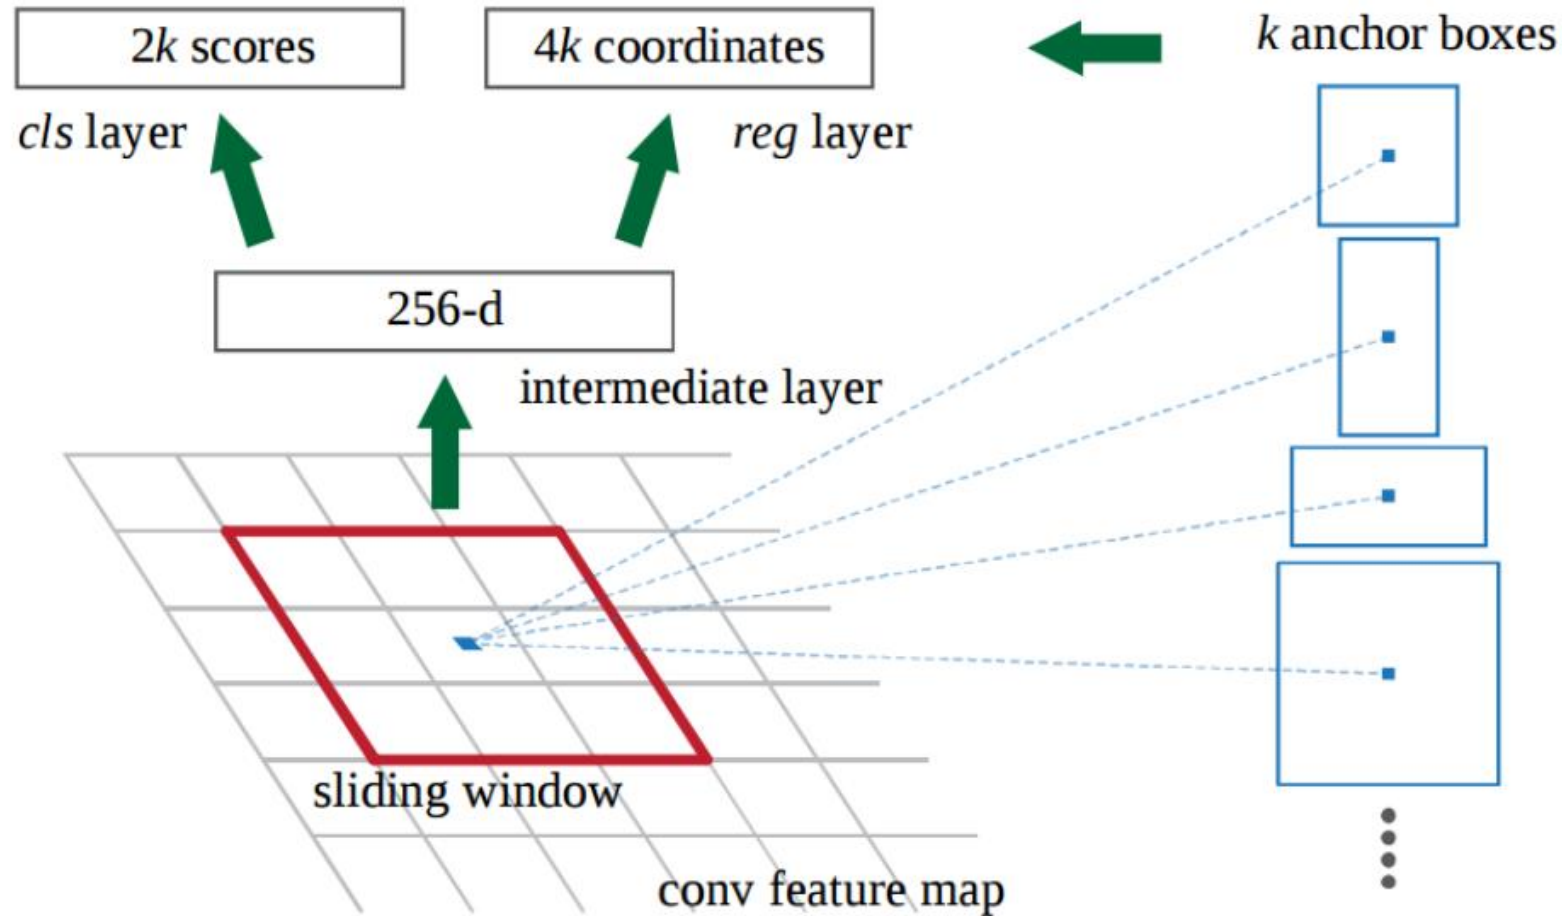 2k scores
4k coordinates
k anchor boxes
cls layer
reg layer
256-d
intermediate layer
sliding window
conv feature map